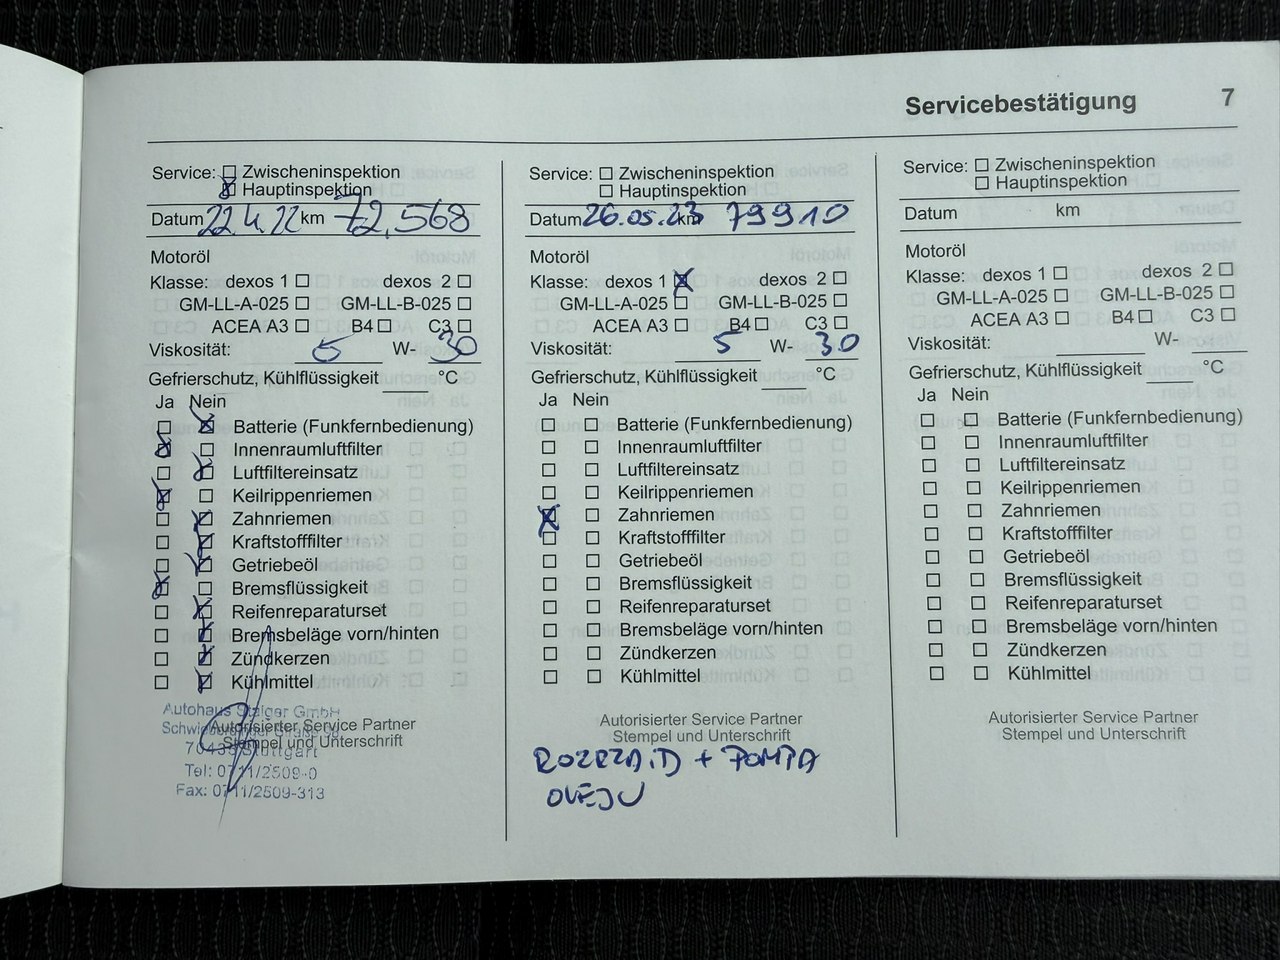 Servicebestätigung 7
Service: Zwischeninspektion
Hauptinspektion
Datum 22.4.22 km 72,568
Motoröl
Klasse: dexos 1 dexos 2
GM-LL-A-025 GM-LL-B-025
ACEA A3 B4 C3
Viskosität: 5 W- 30
Gefrierschutz, Kühlflüssigkeit °C
Ja Nein
Batterie (Funkfernbedienung)
Innenraumluftfilter
Luftfiltereinsatz
Keilrippenriemen
Zahnriemen
Kraftstofffilter
Getriebeöl
Bremsflüssigkeit
Reifenreparaturset
Bremsbeläge vorn/hinten
Zündkerzen
Kühlmittel
Autorisierter Service Partner
Stempel und Unterschrift
Autohaus Staiger GmbH
70435 Stuttgart
Tel: 0711/2509-0
Fax: 0711/2509-313
Service: Zwischeninspektion
Hauptinspektion
Datum 26.05.23 km 79910
Motoröl
Klasse: dexos 1 dexos 2
GM-LL-A-025 GM-LL-B-025
ACEA A3 B4 C3
Viskosität: 5 W- 30
Gefrierschutz, Kühlflüssigkeit °C
Ja Nein
Batterie (Funkfernbedienung)
Innenraumluftfilter
Luftfiltereinsatz
Keilrippenriemen
Zahnriemen
Kraftstofffilter
Getriebeöl
Bremsflüssigkeit
Reifenreparaturset
Bremsbeläge vorn/hinten
Zündkerzen
Kühlmittel
Autorisierter Service Partner
Stempel und Unterschrift
ROZRZĄD + POMPA
OLEJU
Service: Zwischeninspektion
Hauptinspektion
Datum km
Motoröl
Klasse: dexos 1 dexos 2
GM-LL-A-025 GM-LL-B-025
ACEA A3 B4 C3
Viskosität: W-
Gefrierschutz, Kühlflüssigkeit °C
Ja Nein
Batterie (Funkfernbedienung)
Innenraumluftfilter
Luftfiltereinsatz
Keilrippenriemen
Zahnriemen
Kraftstofffilter
Getriebeöl
Bremsflüssigkeit
Reifenreparaturset
Bremsbeläge vorn/hinten
Zündkerzen
Kühlmittel
Autorisierter Service Partner
Stempel und Unterschrift